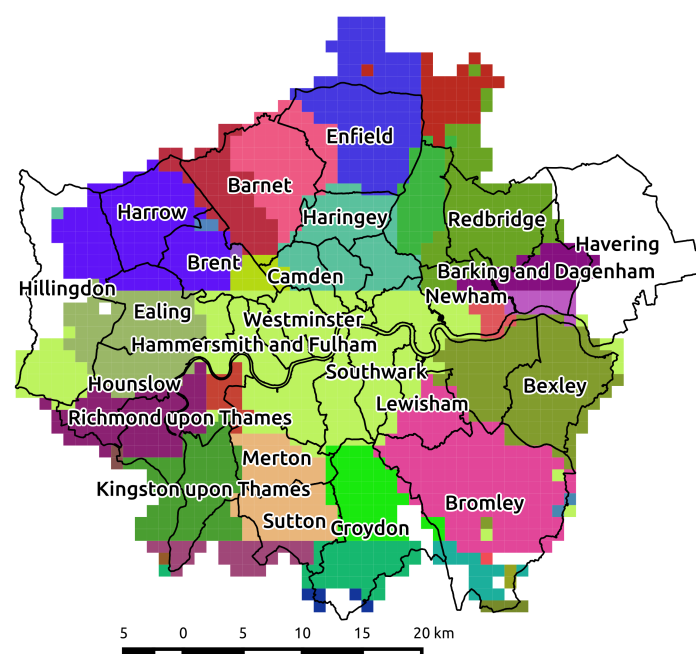 Enfield
Barnet
Harrow
Haringey
Redbridge
Havering
Brent
Camden
Barking and Dagenham
Hillingdon
Newham
Ealing
Westminster
Hammersmith and Fulham
Southwark
Hounslow
Bexley
Lewisham
Richmond upon Thames
Merton
Kingston upon Thames
Bromley
Sutton
Croydon
5 0 5 10 15 20 km